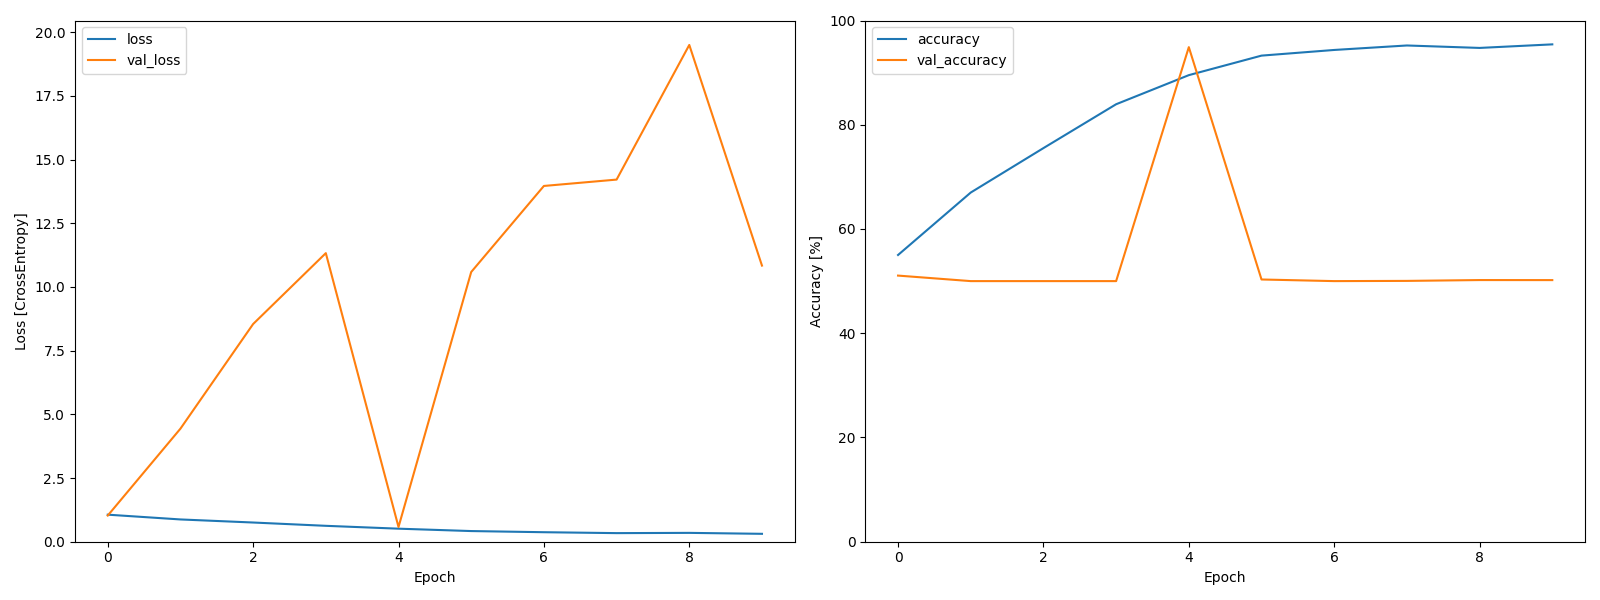 loss
val_loss
20.0
17.5
15.0
12.5
10.0
7.5
5.0
2.5
0.0
Loss [CrossEntropy]
0 2 4 6 8
Epoch
accuracy
val_accuracy
100
80
60
40
20
0
Accuracy [%]
0 2 4 6 8
Epoch